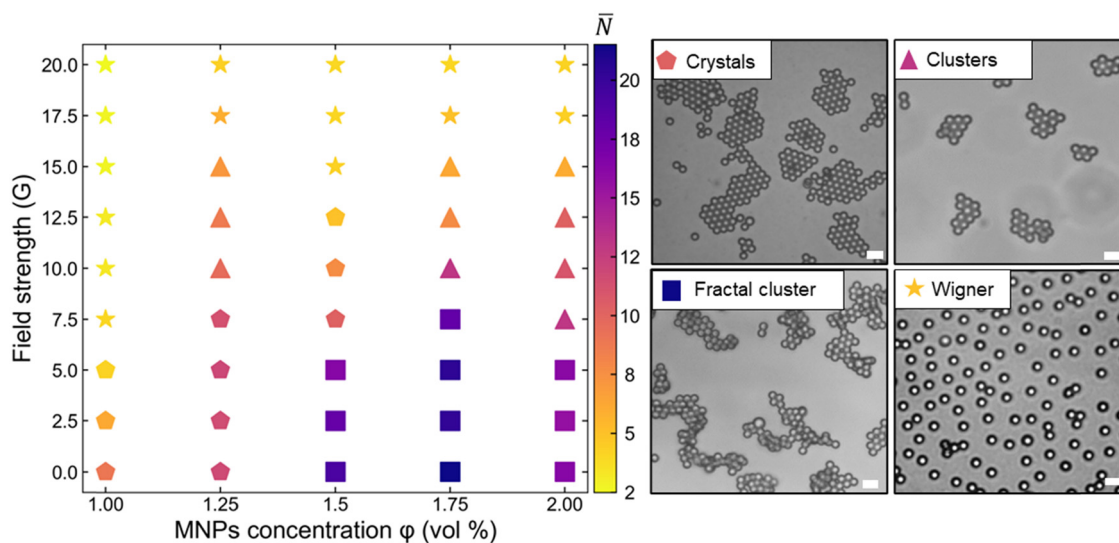 N̅
20.0
17.5
15.0
12.5
10.0
7.5
5.0
2.5
0.0
Field strength (G)
1.00 1.25 1.5 1.75 2.00
MNPs concentration φ (vol %)
20
18
15
12
10
8
5
2
Crystals
Clusters
Fractal cluster
Wigner